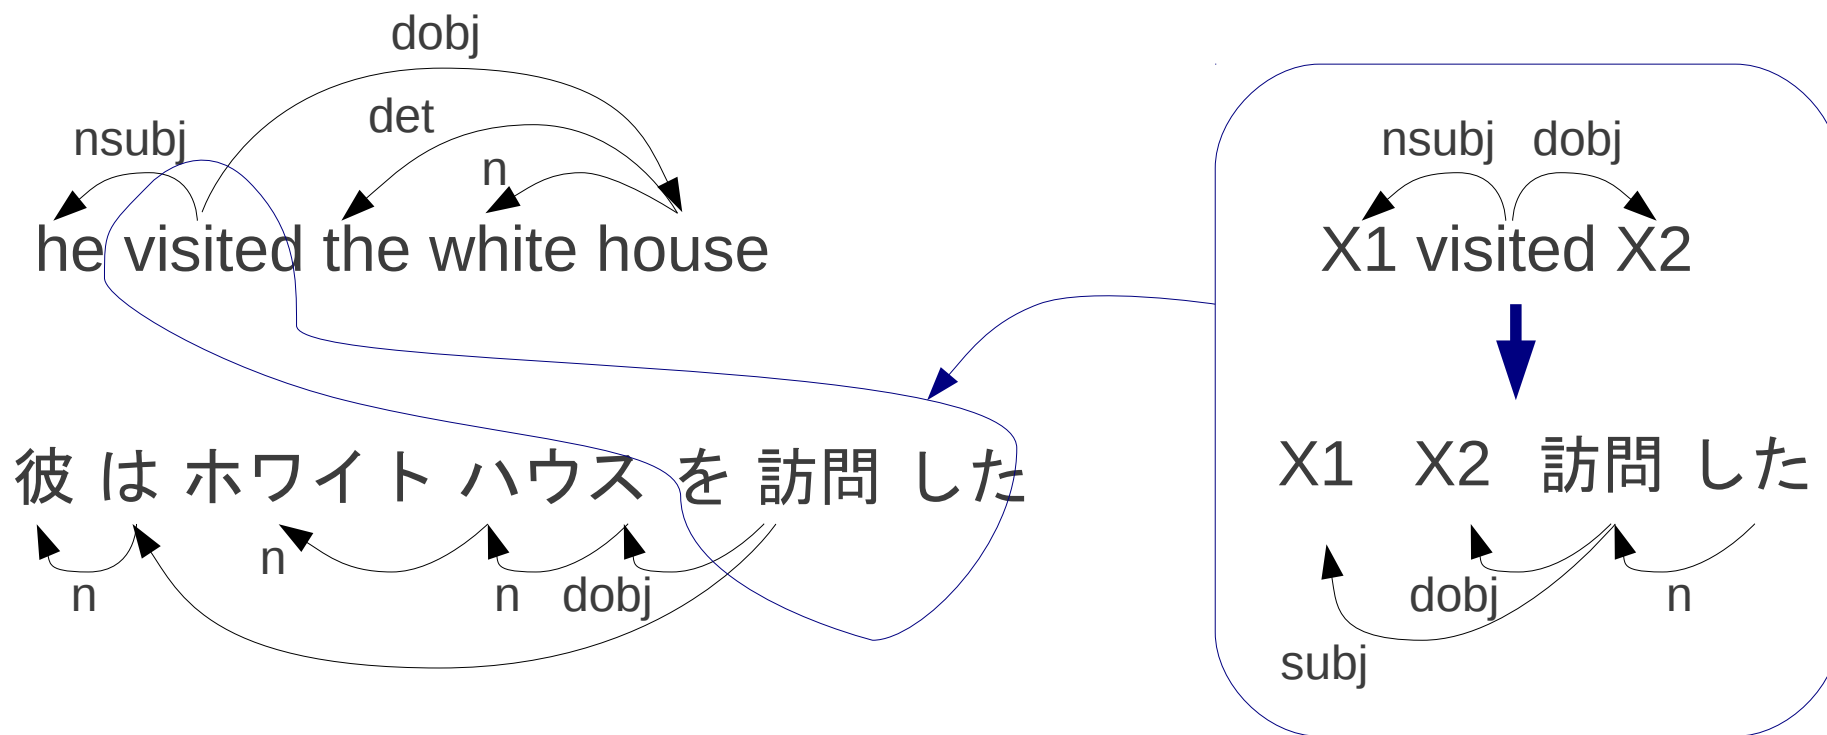 dobj
det
nsubj
n
he visited the white house
彼 は ホワイト ハウス を 訪問 した
n
n
n dobj
nsubj dobj
X1 visited X2
X1 X2 訪問 した
dobj n
subj